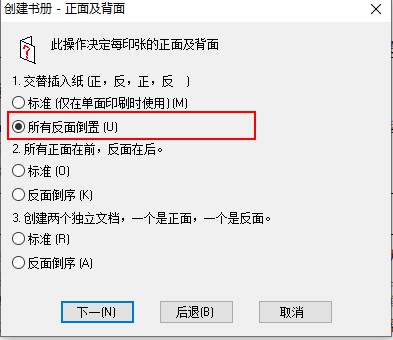 创建书册 - 正面及背面
此操作决定每印张的正面及背面
1. 交替插入纸 (正，反，正，反 )
标准 (仅在单面印刷时使用) (M)
所有反面倒置 (U)
2. 所有正面在前，反面在后。
标准 (O)
反面倒序 (K)
3. 创建两个独立文档，一个是正面，一个是反面。
标准 (R)
反面倒序 (A)
下一(N) 后退(B) 取消